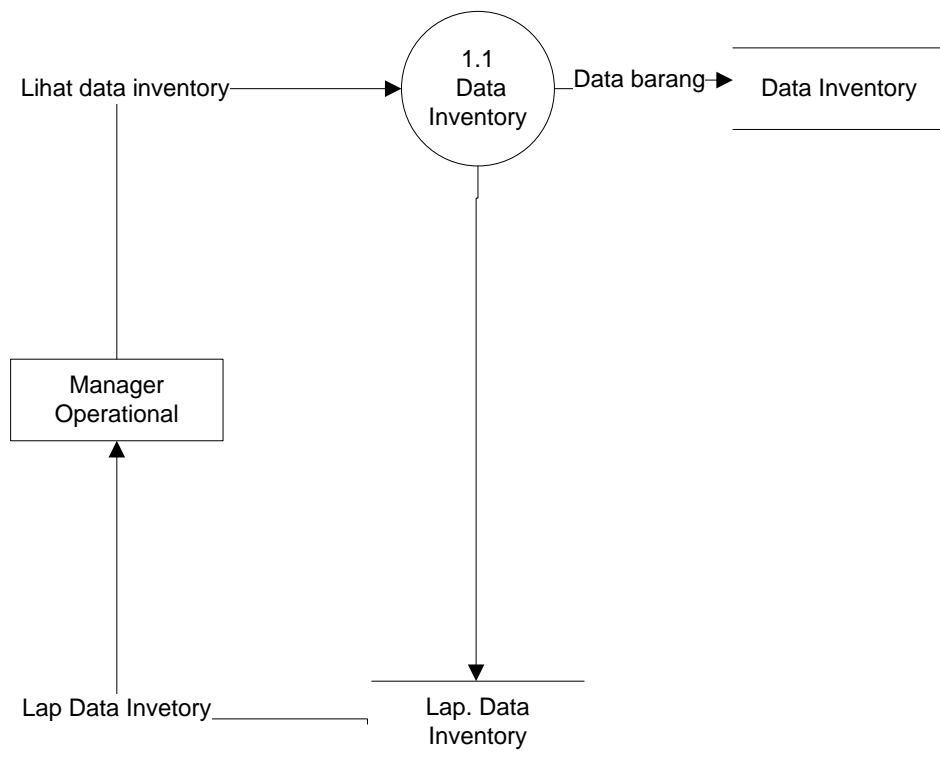 1.1
Data
Inventory
Lihat data inventory
Data barang
Data Inventory
Manager
Operational
Lap Data Invetory
Lap. Data
Inventory